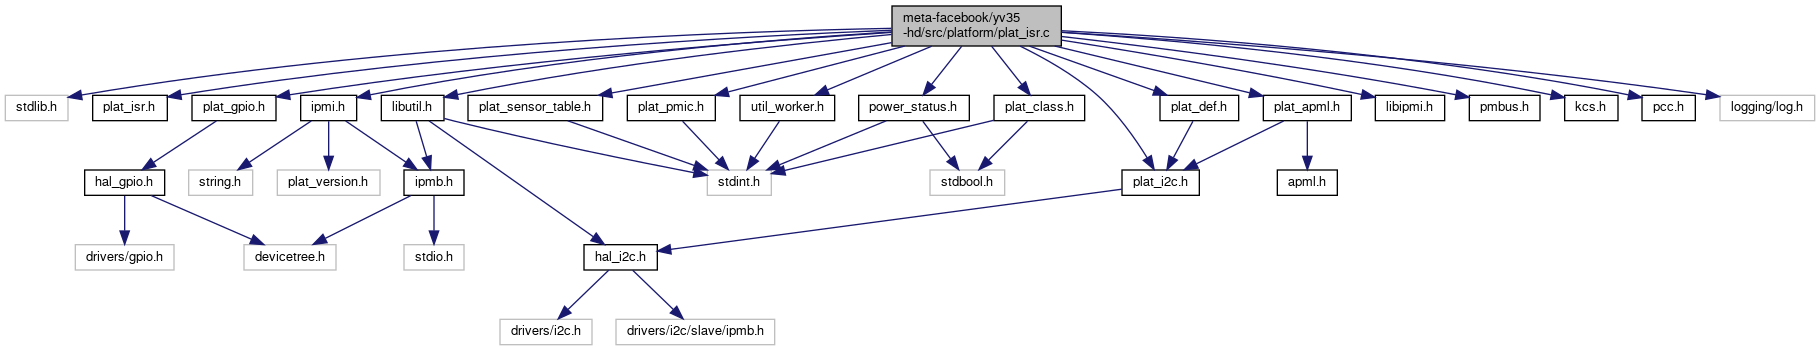 meta-facebook/yv35
-hd/src/platform/plat_isr.c
stdlib.h
plat_isr.h
plat_gpio.h
ipmi.h
libutil.h
plat_sensor_table.h
plat_pmic.h
util_worker.h
power_status.h
plat_class.h
plat_def.h
plat_apml.h
libipmi.h
pmbus.h
kcs.h
pcc.h
logging/log.h
hal_gpio.h
string.h
plat_version.h
ipmb.h
stdint.h
stdbool.h
plat_i2c.h
apml.h
drivers/gpio.h
devicetree.h
stdio.h
hal_i2c.h
drivers/i2c.h
drivers/i2c/slave/ipmb.h